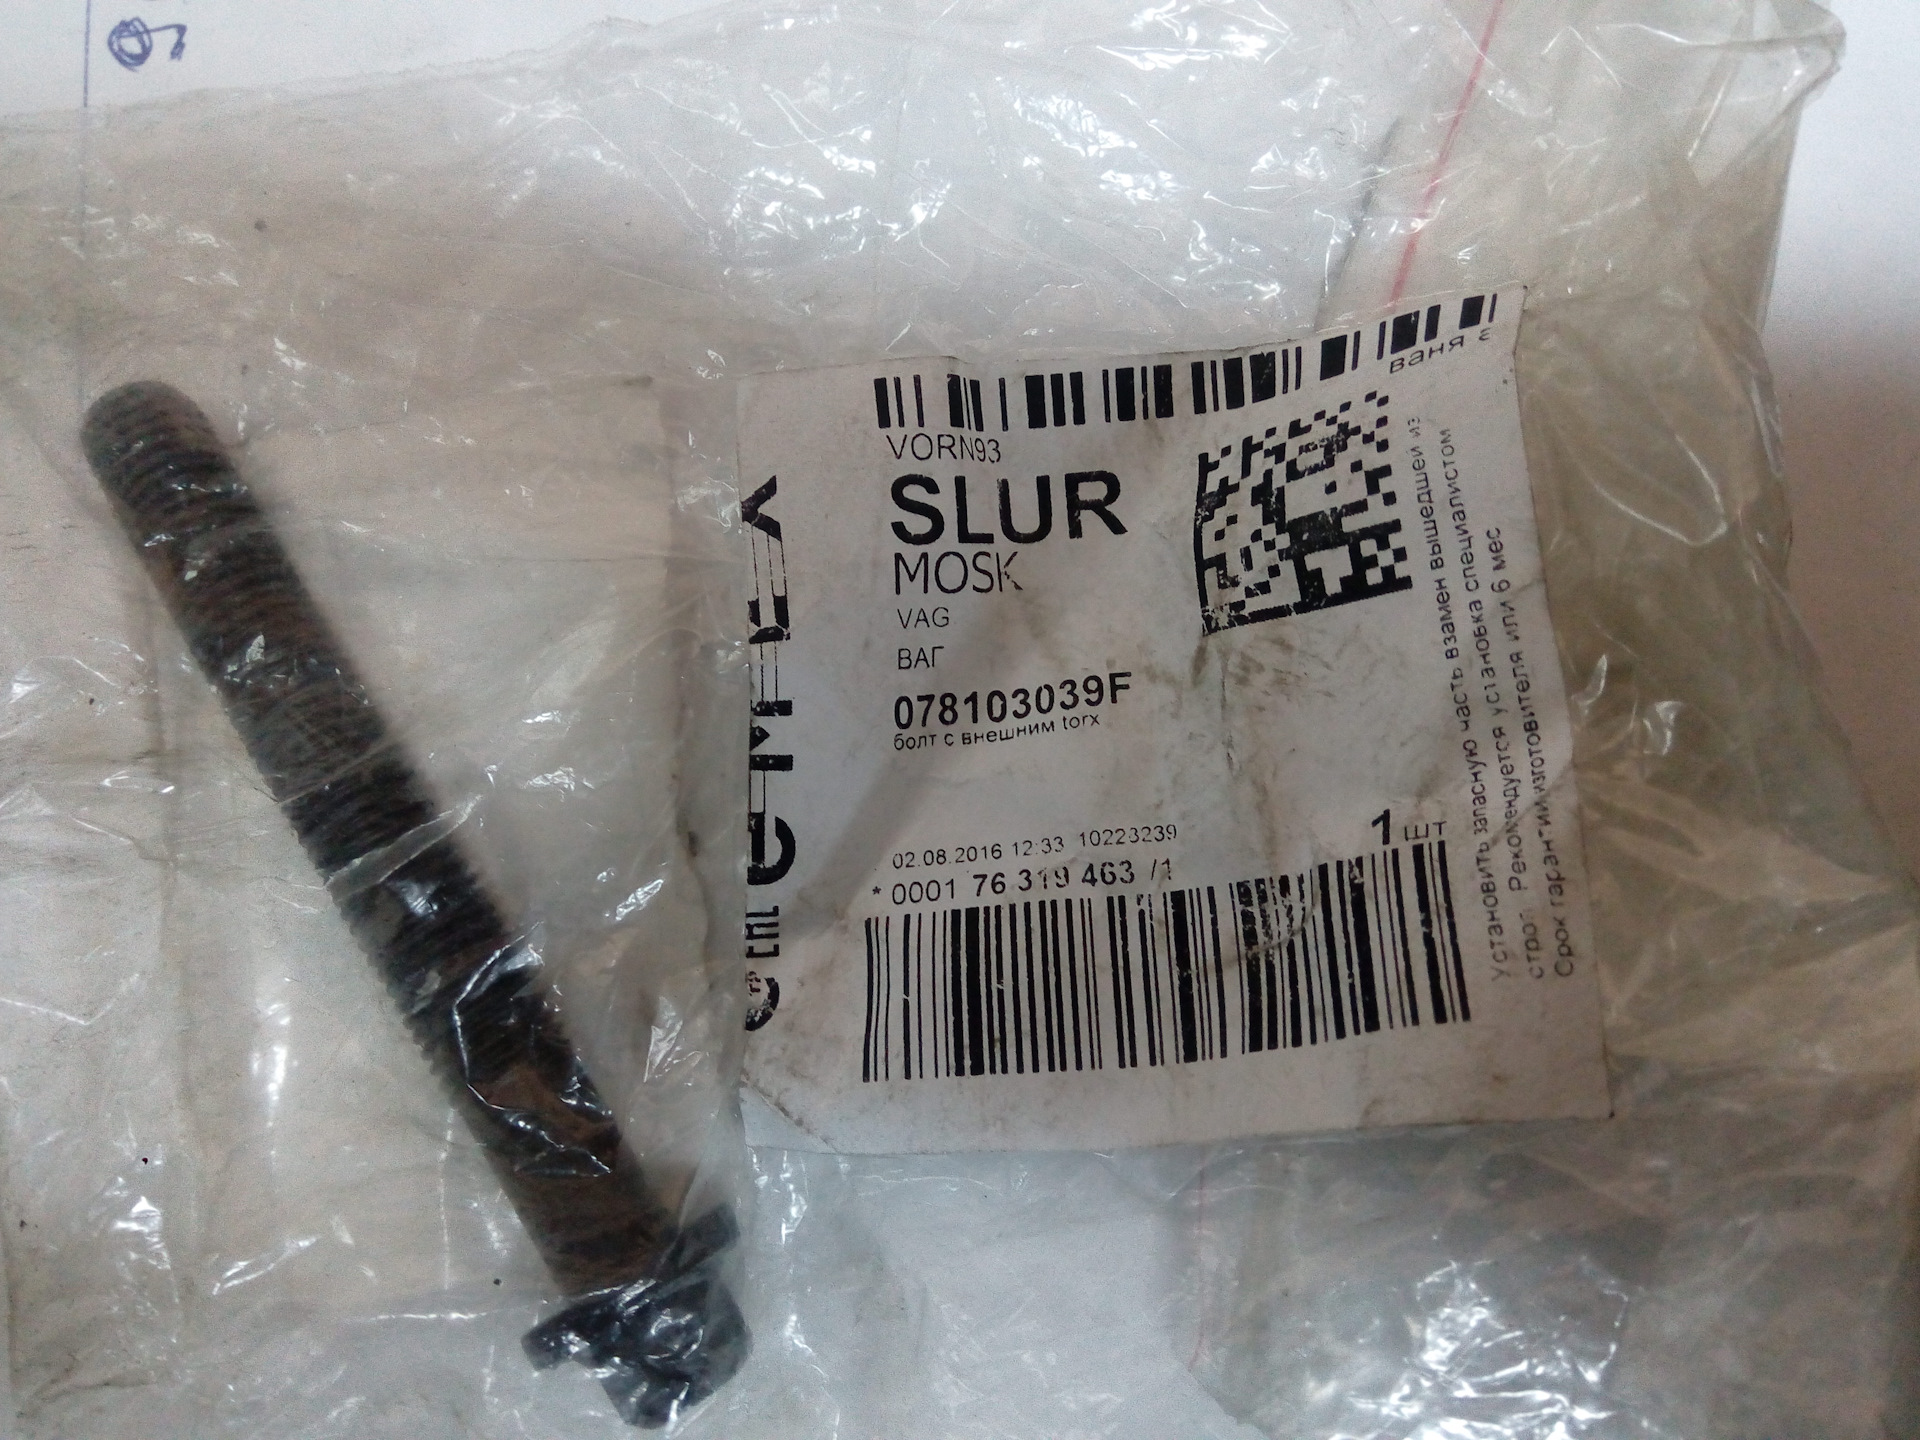 VORN93
SLUR
MOSK
VAG
ВАГ
078103039F
болт с внешним torx
02.08.2016 12:33 10223239
1 шт
* 0001 76 319 463 /1
Установить запасную часть взамен вышедшей из
строя Рекомендуется установка специалистом
Срок гарантии изготовителя или 6 мес
EAC